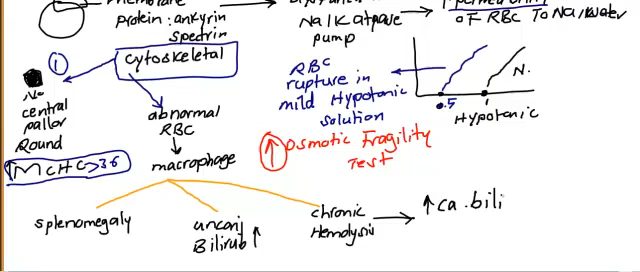 protein: ankyrin
spectrin
Na/K atpase
pump
of RBC To Na/Water
①
cytoskeletal
No
central
pallor
Round
↑MCHC>36
abnormal
RBC
macrophage
RBC
rupture in
mild Hypotonic
solution
↑ Osmotic Fragility
Test
N.
0.5
1
Hypotonic
splenomegaly
unconj
Bilirub ↑
chronic
Hemolysis
↑ ca. bili